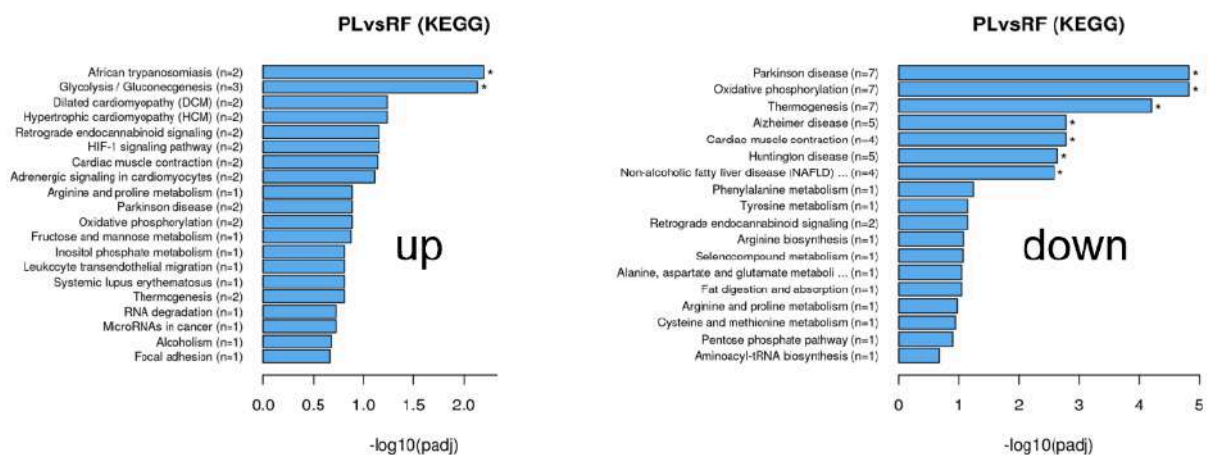 PLvsRF (KEGG)
African trypanosomiasis (n=2)
Glycolysis / Gluconeogenesis (n=3)
Dilated cardiomyopathy (DCM) (n=2)
Hypertrophic cardiomyopathy (HCM) (n=2)
Retrograde endocannabinoid signaling (n=2)
HIF-1 signaling pathway (n=2)
Cardiac muscle contraction (n=2)
Adrenergic signaling in cardiomyocytes (n=2)
Arginine and proline metabolism (n=1)
Parkinson disease (n=2)
Oxidative phosphorylation (n=2)
Fructose and mannose metabolism (n=1)
Inositol phosphate metabolism (n=1)
Leukocyte transendothelial migration (n=1)
Systemic lupus erythematosus (n=1)
Thermogenesis (n=2)
RNA degradation (n=1)
MicroRNAs in cancer (n=1)
Alcoholism (n=1)
Focal adhesion (n=1)
* *
up
0.0 0.5 1.0 1.5 2.0
-log10(padj)
PLvsRF (KEGG)
Parkinson disease (n=7)
Oxidative phosphorylation (n=7)
Thermogenesis (n=7)
Alzheimer disease (n=5)
Cardiac muscle contraction (n=4)
Huntington disease (n=5)
Non-alcoholic fatty liver disease (NAFLD) ... (n=4)
Phenylalanine metabolism (n=1)
Tyrosine metabolism (n=1)
Retrograde endocannabinoid signaling (n=2)
Arginine biosynthesis (n=1)
Selenocompound metabolism (n=1)
Alanine, aspartate and glutamate metaboli ... (n=1)
Fat digestion and absorption (n=1)
Arginine and proline metabolism (n=1)
Cysteine and methionine metabolism (n=1)
Pentose phosphate pathway (n=1)
Aminoacyl-tRNA biosynthesis (n=1)
* * * * * * *
down
0 1 2 3 4 5
-log10(padj)